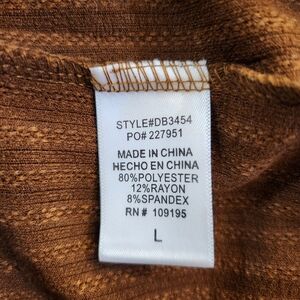 STYLE#DB3454
PO# 227951
MADE IN CHINA
HECHO EN CHINA
80%POLYESTER
12%RAYON
8%SPANDEX
RN # 109195
L